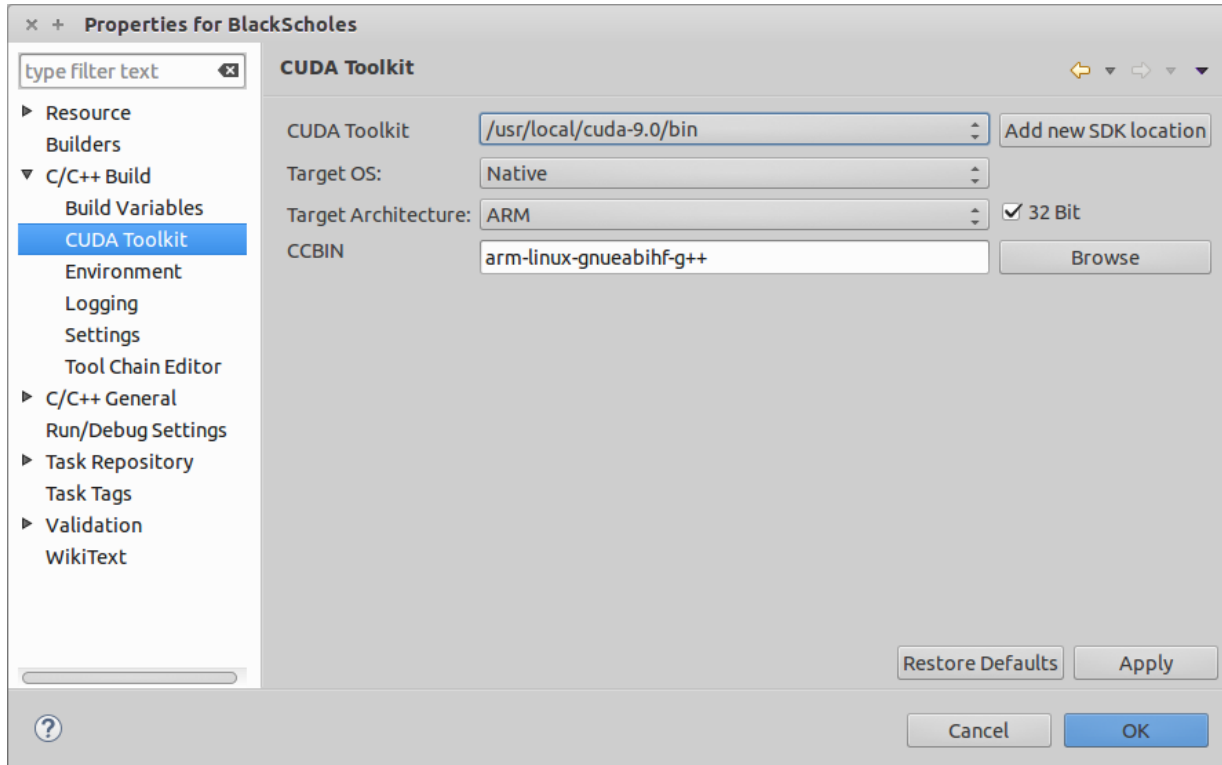 Properties for BlackScholes
type filter text
CUDA Toolkit
Resource
Builders
C/C++ Build
Build Variables
CUDA Toolkit
Environment
Logging
Settings
Tool Chain Editor
C/C++ General
Run/Debug Settings
Task Repository
Task Tags
Validation
WikiText
CUDA Toolkit /usr/local/cuda-9.0/bin Add new SDK location
Target OS: Native
Target Architecture: ARM 32 Bit
CCBIN arm-linux-gnueabihf-g++ Browse
Restore Defaults Apply
? Cancel OK